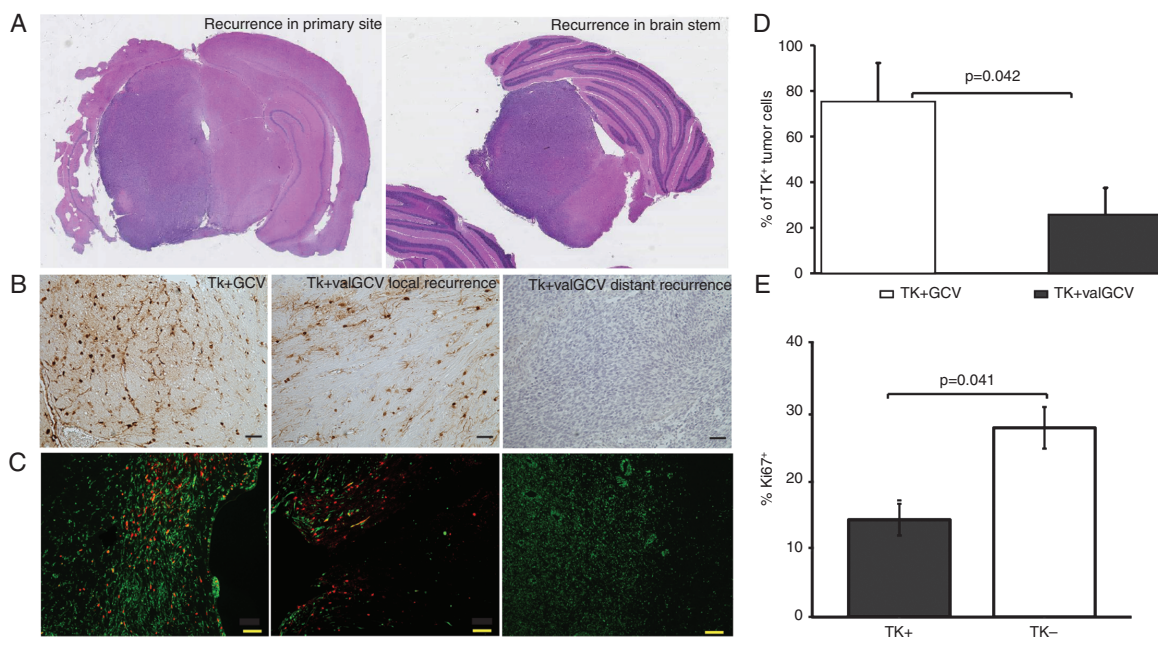 A
Recurrence in primary site
Recurrence in brain stem
B
Tk+GCV
Tk+valGCV local recurrence
Tk+valGCV distant recurrence
C
D
100
80
60
40
20
0
% of TK⁺ tumor cells
p=0.042
TK+GCV
TK+valGCV
E
40
30
20
10
0
% Ki67⁺
p=0.041
TK+
TK–